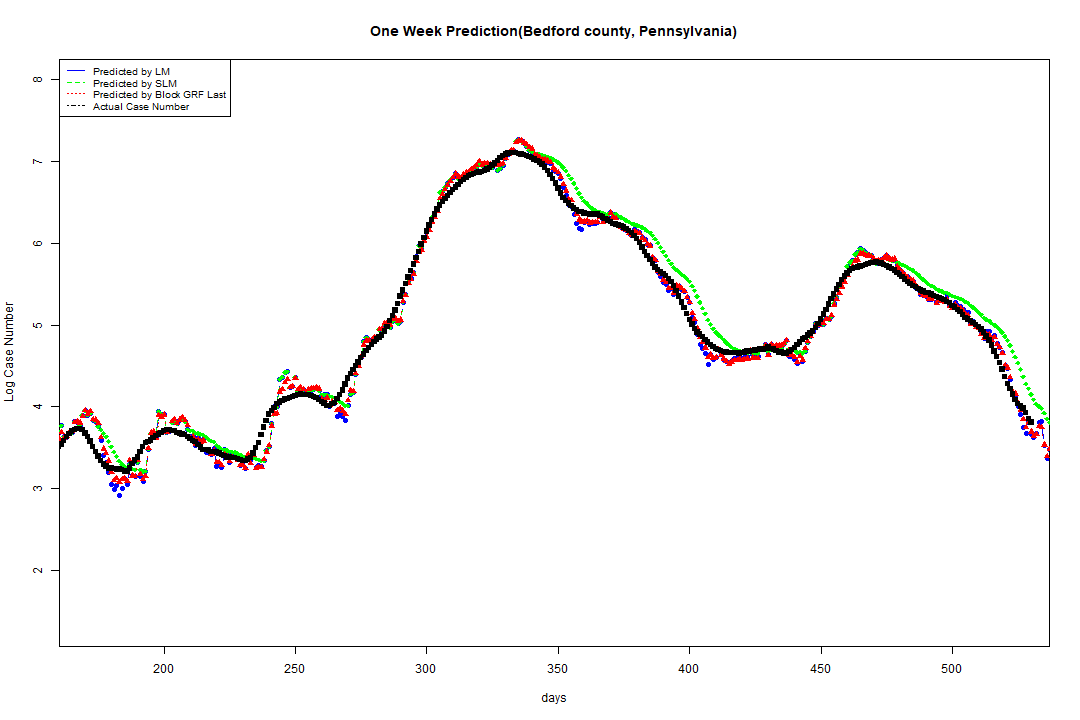 One Week Prediction(Bedford county, Pennsylvania)
Predicted by LM
Predicted by SLM
Predicted by Block GRF Last
Actual Case Number
8
7
6
5
4
3
2
Log Case Number
200 250 300 350 400 450 500
days